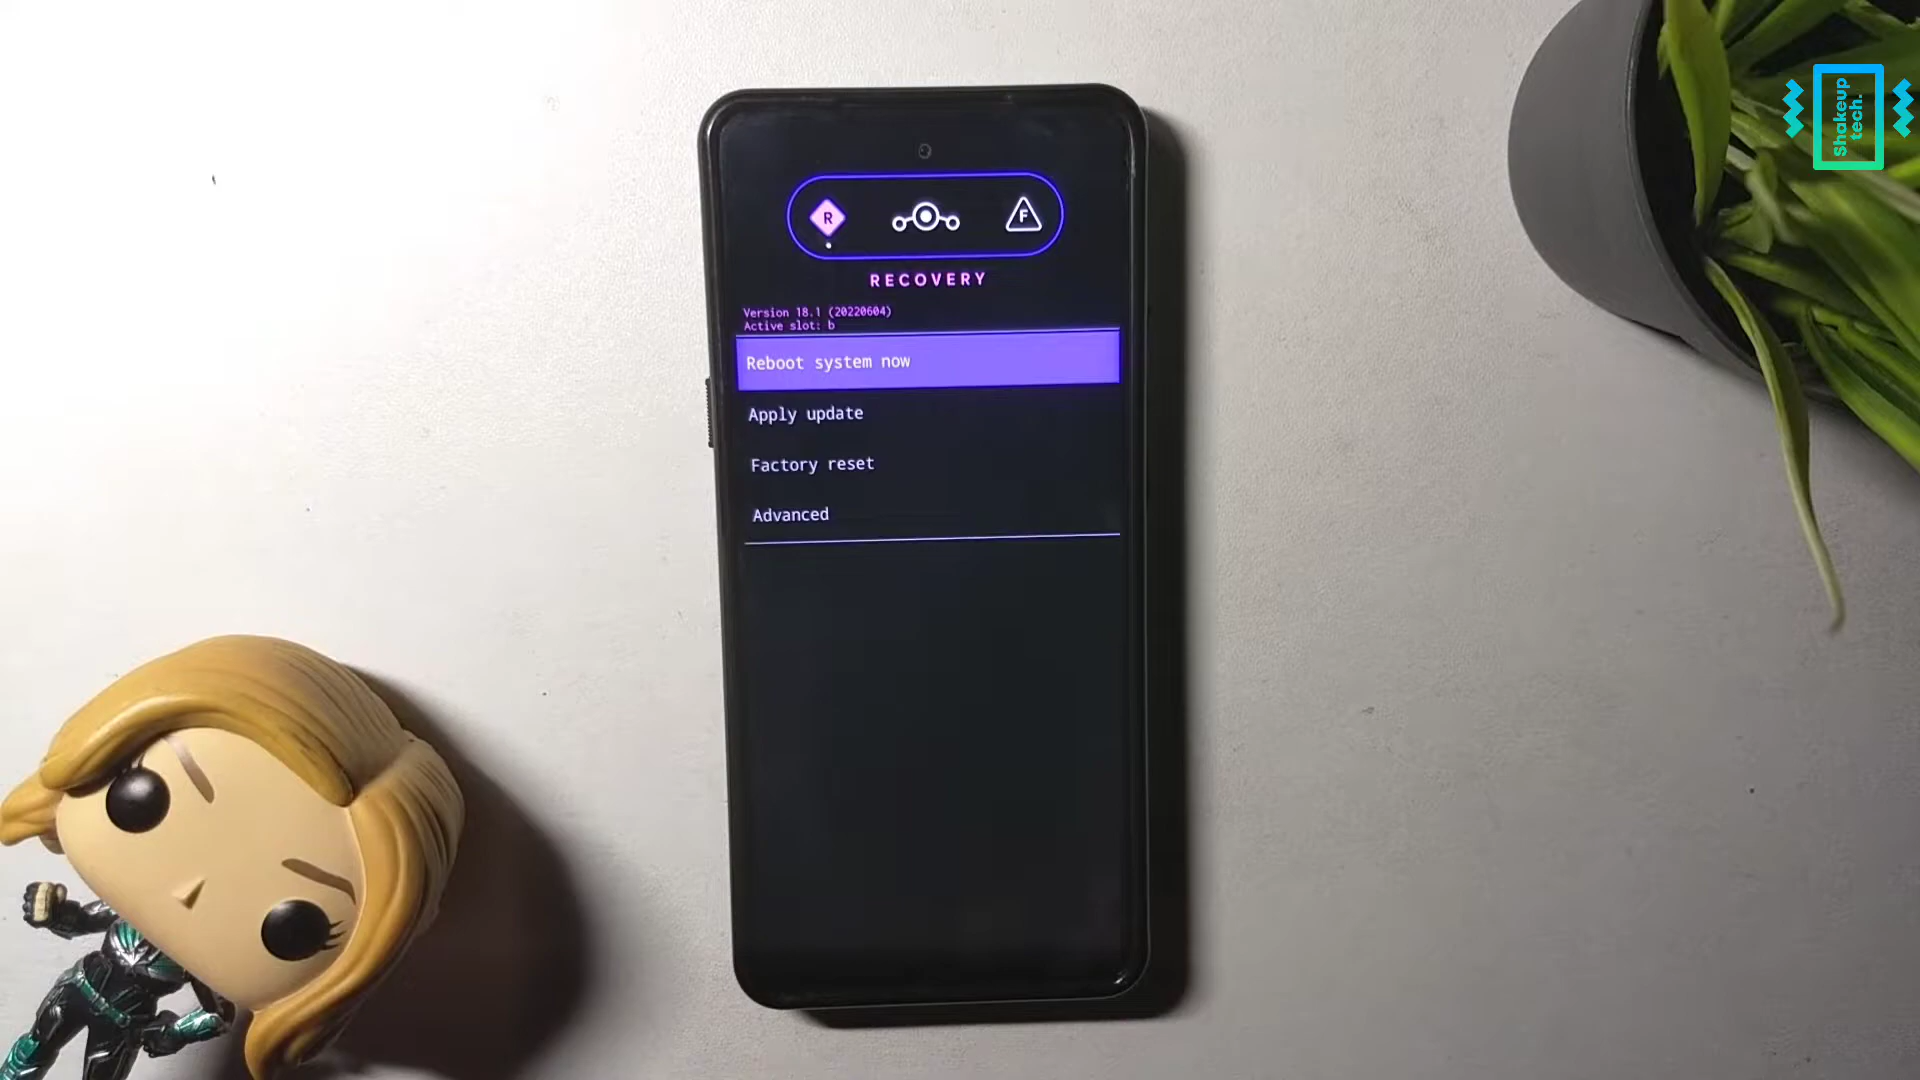 R
F
RECOVERY
Version 18.1 (20220604)
Active slot: b
Reboot system now
Apply update
Factory reset
Advanced
Shakeup
tech.